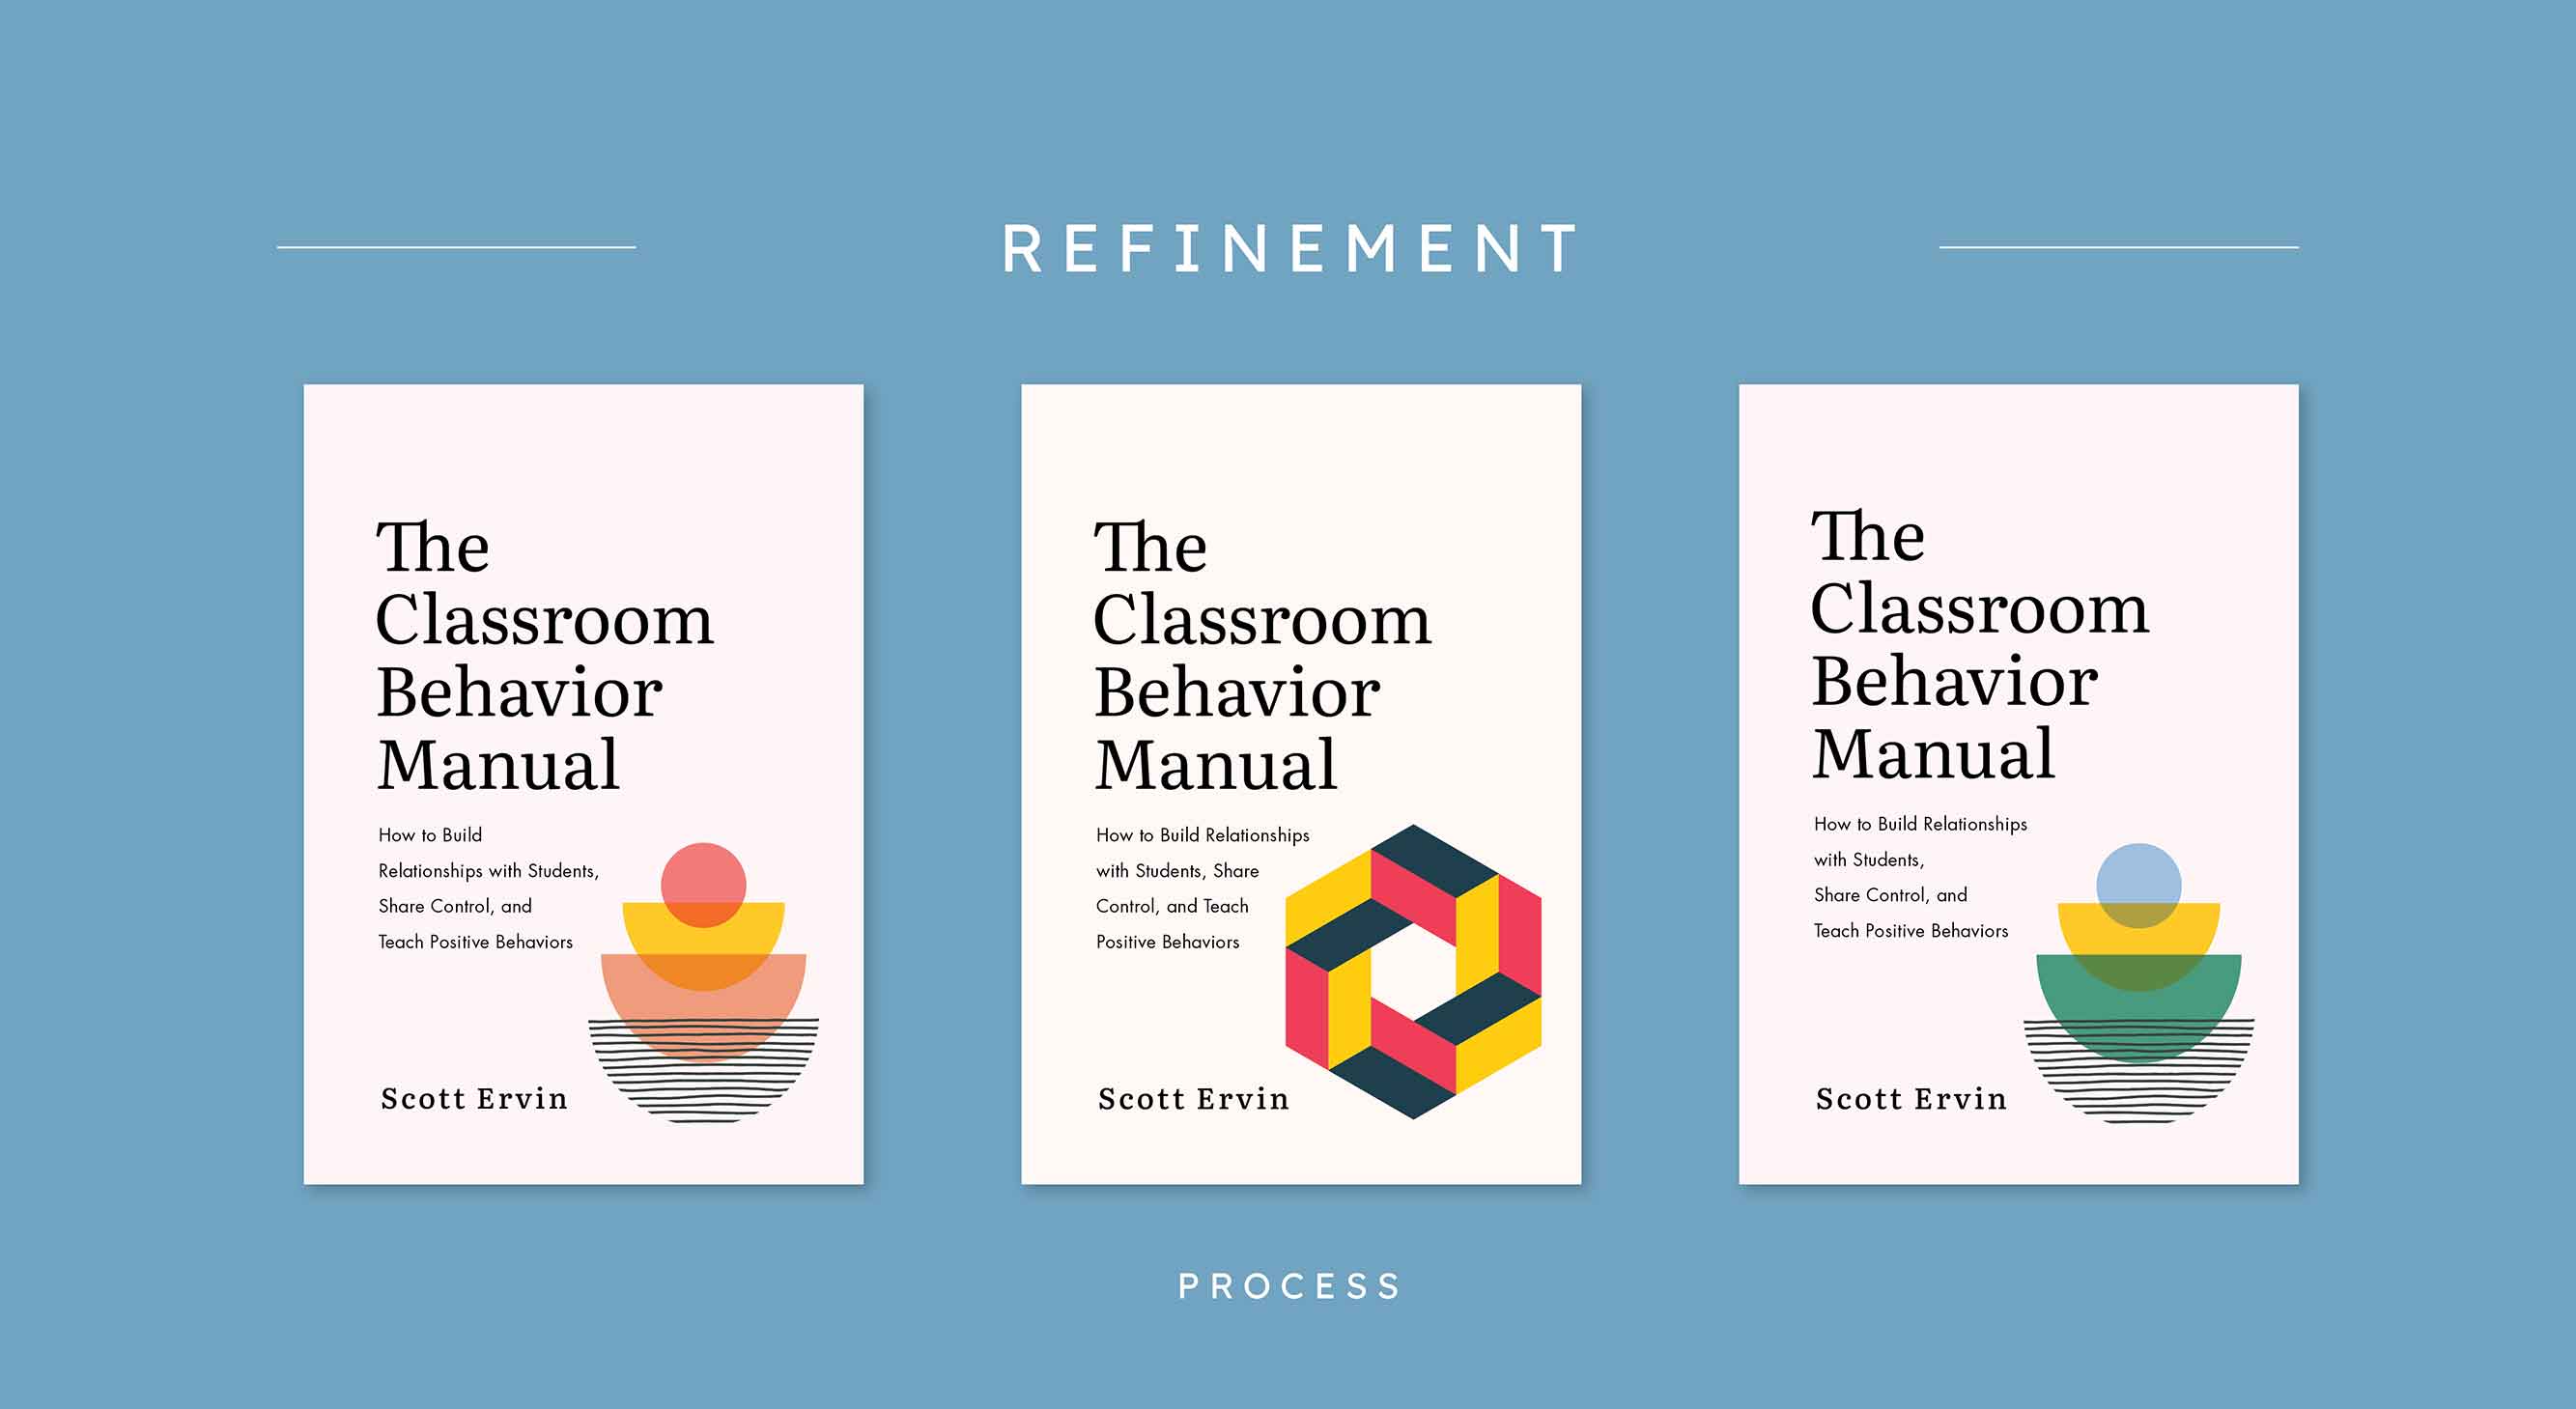 REFINEMENT
The
Classroom
Behavior
Manual
How to Build
Relationships with Students,
Share Control, and
Teach Positive Behaviors
Scott Ervin
The
Classroom
Behavior
Manual
How to Build Relationships
with Students, Share
Control, and Teach
Positive Behaviors
Scott Ervin
The
Classroom
Behavior
Manual
How to Build Relationships
with Students,
Share Control, and
Teach Positive Behaviors
Scott Ervin
PROCESS